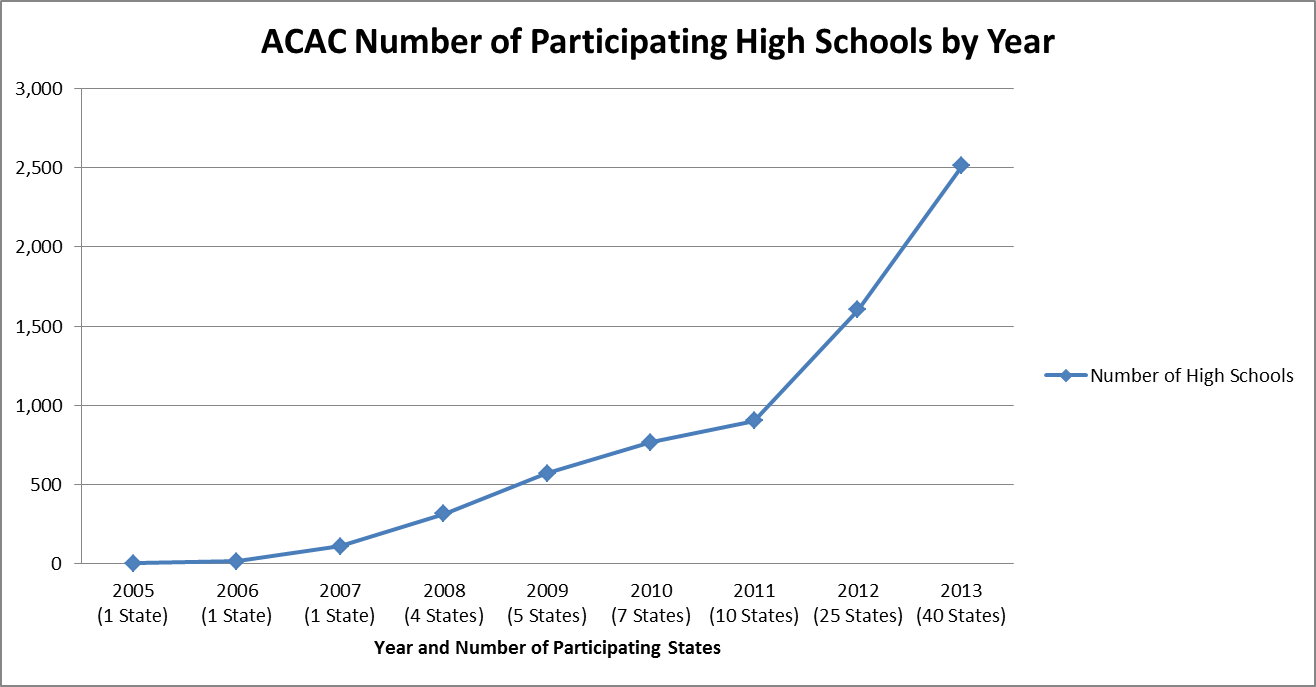 ACAC Number of Participating High Schools by Year
3,000
2,500
2,000
1,500
1,000
500
0
Number of High Schools
2005 2006 2007 2008 2009 2010 2011 2012 2013
(1 State) (1 State) (1 State) (4 States) (5 States) (7 States) (10 States) (25 States) (40 States)
Year and Number of Participating States